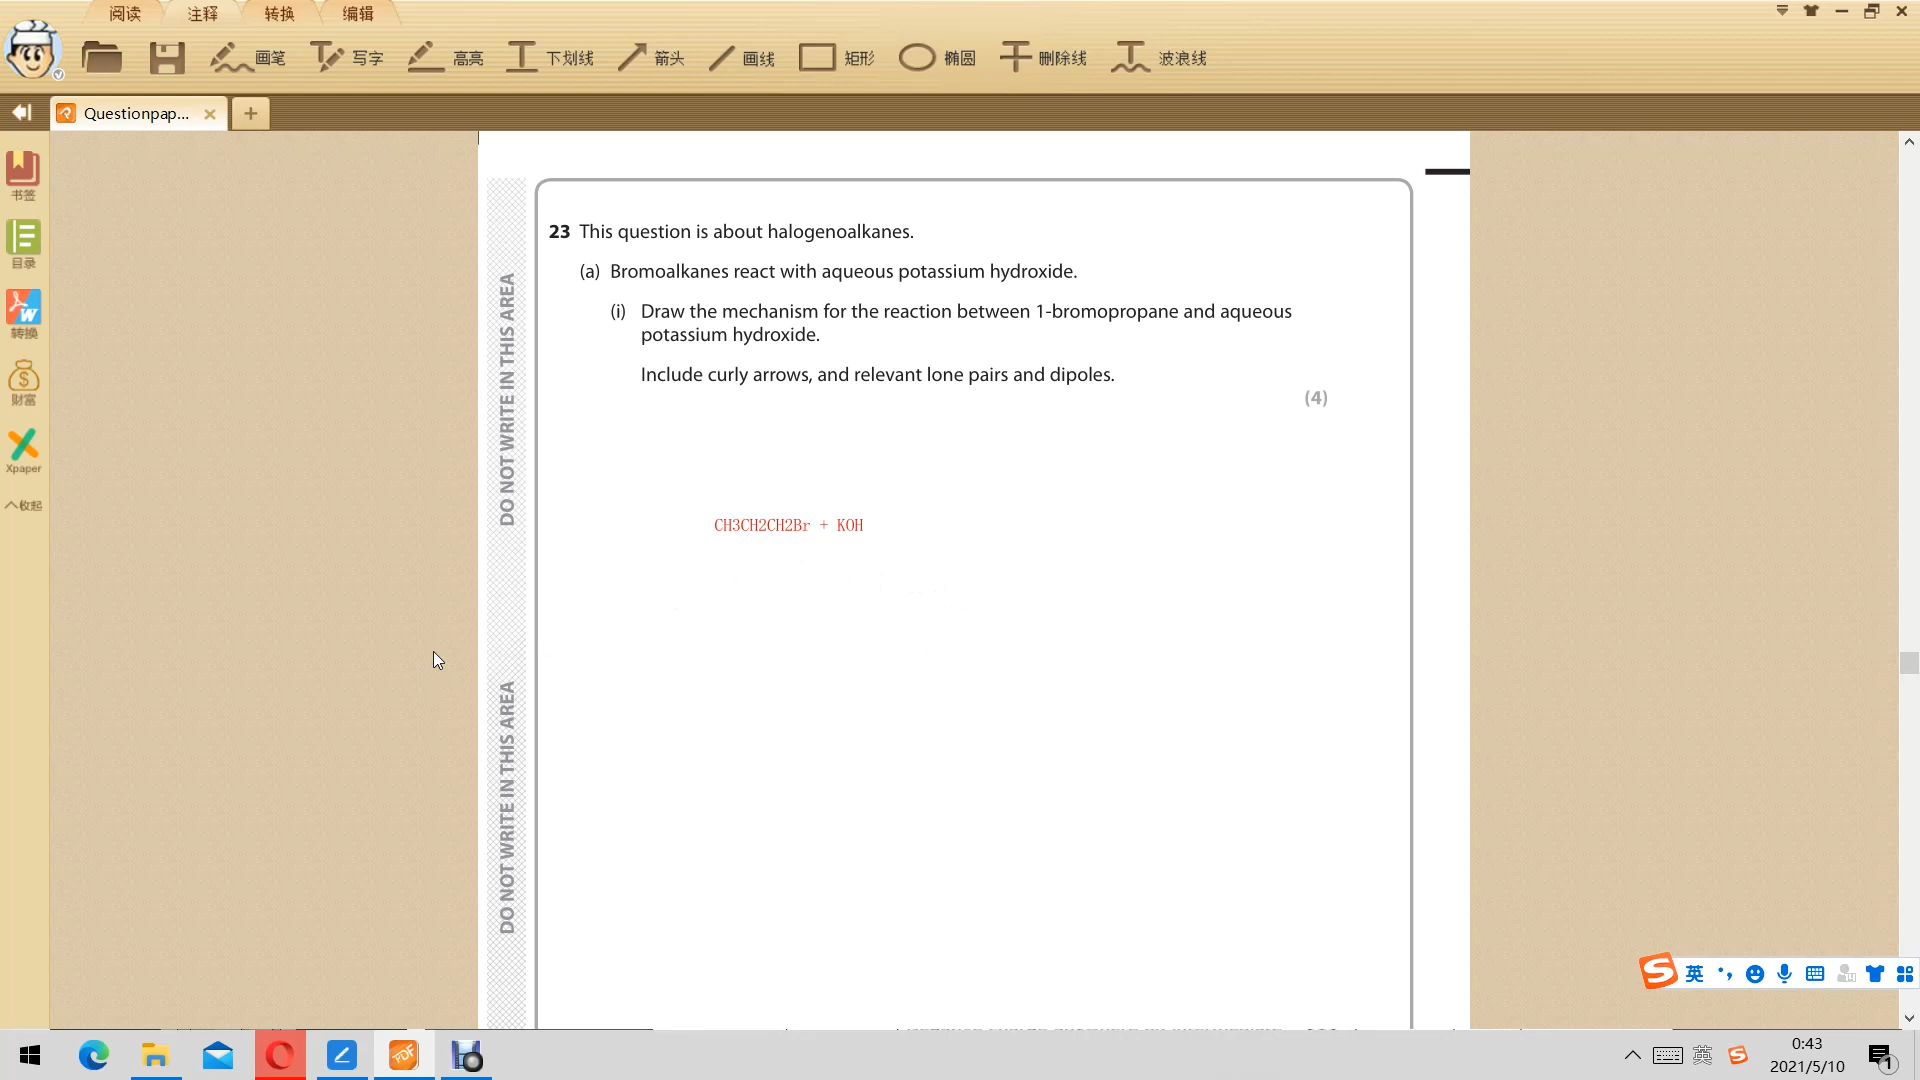 阅读 注释 转换 编辑
画笔 写字 高亮 下划线 箭头 画线 矩形 椭圆 删除线 波浪线
Questionpap...
书签
目录
转换
财富
Xpaper
收起
DO NOT WRITE IN THIS AREA
DO NOT WRITE IN THIS AREA
23 This question is about halogenoalkanes.
(a) Bromoalkanes react with aqueous potassium hydroxide.
(i) Draw the mechanism for the reaction between 1-bromopropane and aqueous
potassium hydroxide.
Include curly arrows, and relevant lone pairs and dipoles.
(4)
CH3CH2CH2Br + KOH
英
英
0:43
2021/5/10
1